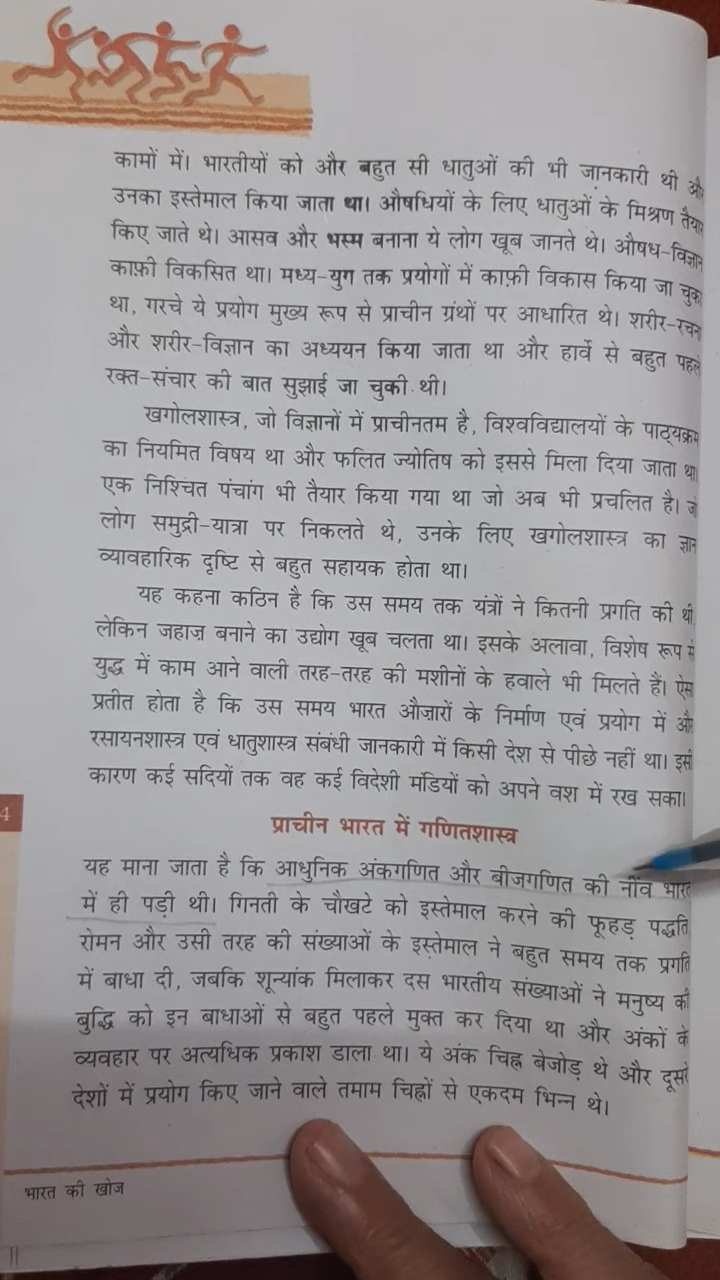 कामों में। भारतीयों को और बहुत सी धातुओं की भी जानकारी थी और
उनका इस्तेमाल किया जाता था। औषधियों के लिए धातुओं के मिश्रण तैयार
किए जाते थे। आसव और भस्म बनाना ये लोग खूब जानते थे। औषध-विज्ञान
काफ़ी विकसित था। मध्य-युग तक प्रयोगों में काफ़ी विकास किया जा चुका
था, गरचे ये प्रयोग मुख्य रूप से प्राचीन ग्रंथों पर आधारित थे। शरीर-रचना
और शरीर-विज्ञान का अध्ययन किया जाता था और हार्वे से बहुत पहले
रक्त-संचार की बात सुझाई जा चुकी थी।
खगोलशास्त्र, जो विज्ञानों में प्राचीनतम है, विश्वविद्यालयों के पाठ्यक्रम
का नियमित विषय था और फलित ज्योतिष को इससे मिला दिया जाता था।
एक निश्चित पंचांग भी तैयार किया गया था जो अब भी प्रचलित है। जो
लोग समुद्री-यात्रा पर निकलते थे, उनके लिए खगोलशास्त्र का ज्ञान
व्यावहारिक दृष्टि से बहुत सहायक होता था।
यह कहना कठिन है कि उस समय तक यंत्रों ने कितनी प्रगति की थी,
लेकिन जहाज़ बनाने का उद्योग खूब चलता था। इसके अलावा, विशेष रूप से
युद्ध में काम आने वाली तरह-तरह की मशीनों के हवाले भी मिलते हैं। ऐसा
प्रतीत होता है कि उस समय भारत औज़ारों के निर्माण एवं प्रयोग में और
रसायनशास्त्र एवं धातुशास्त्र संबंधी जानकारी में किसी देश से पीछे नहीं था। इसी
कारण कई सदियों तक वह कई विदेशी मंडियों को अपने वश में रख सका।
4
प्राचीन भारत में गणितशास्त्र
यह माना जाता है कि आधुनिक अंकगणित और बीजगणित की नींव भारत
में ही पड़ी थी। गिनती के चौखटे को इस्तेमाल करने की फूहड़ पद्धति,
रोमन और उसी तरह की संख्याओं के इस्तेमाल ने बहुत समय तक प्रगति
में बाधा दी, जबकि शून्यांक मिलाकर दस भारतीय संख्याओं ने मनुष्य की
बुद्धि को इन बाधाओं से बहुत पहले मुक्त कर दिया था और अंकों के
व्यवहार पर अत्यधिक प्रकाश डाला था। ये अंक चिह्न बेजोड़ थे और दूसरे
देशों में प्रयोग किए जाने वाले तमाम चिह्नों से एकदम भिन्न थे।
भारत की खोज